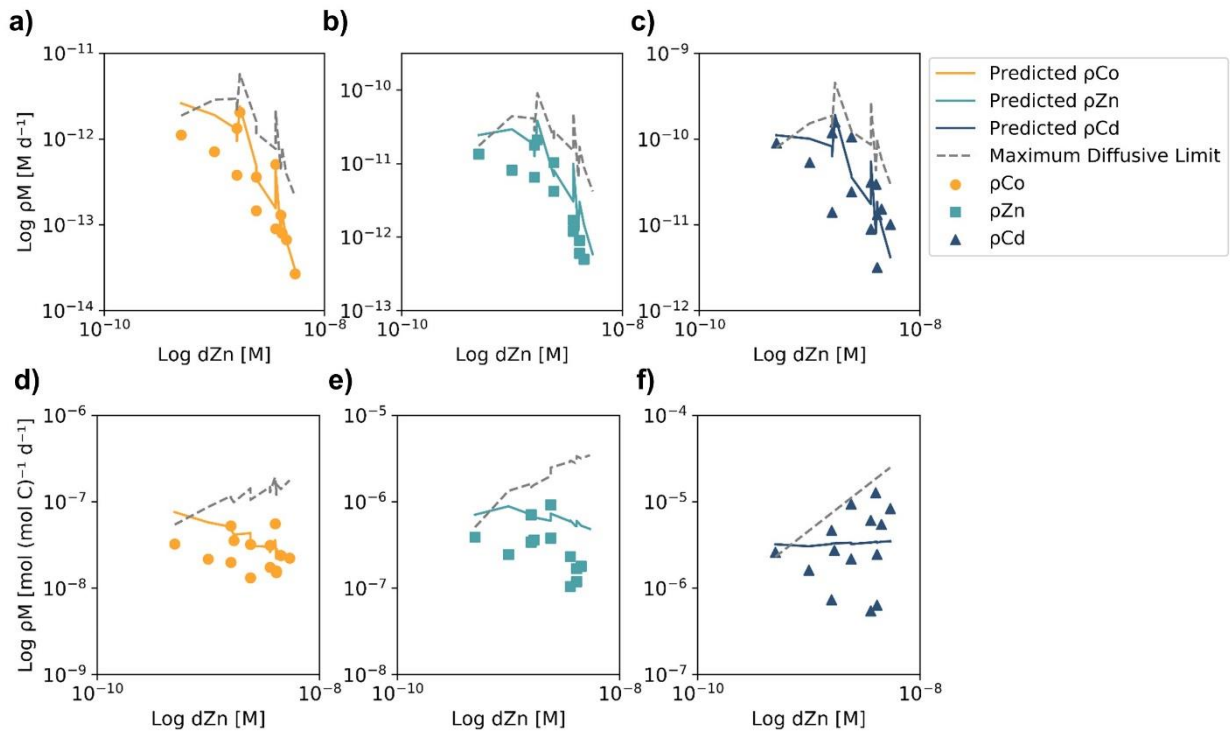 a)
b)
c)
10⁻¹¹
10⁻¹²
10⁻¹³
10⁻¹⁴
Log ρM [M d⁻¹]
10⁻¹⁰
10⁻⁸
Log dZn [M]
10⁻¹⁰
10⁻¹¹
10⁻¹²
10⁻¹³
10⁻¹⁰
10⁻⁸
Log dZn [M]
10⁻⁹
10⁻¹⁰
10⁻¹¹
10⁻¹²
10⁻¹⁰
10⁻⁸
Log dZn [M]
Predicted ρCo
Predicted ρZn
Predicted ρCd
Maximum Diffusive Limit
ρCo
ρZn
ρCd
d)
e)
f)
10⁻⁶
10⁻⁷
10⁻⁸
10⁻⁹
Log ρM [mol (mol C)⁻¹ d⁻¹]
10⁻¹⁰
10⁻⁸
Log dZn [M]
10⁻⁵
10⁻⁶
10⁻⁷
10⁻⁸
10⁻¹⁰
10⁻⁸
Log dZn [M]
10⁻⁴
10⁻⁵
10⁻⁶
10⁻⁷
10⁻¹⁰
10⁻⁸
Log dZn [M]